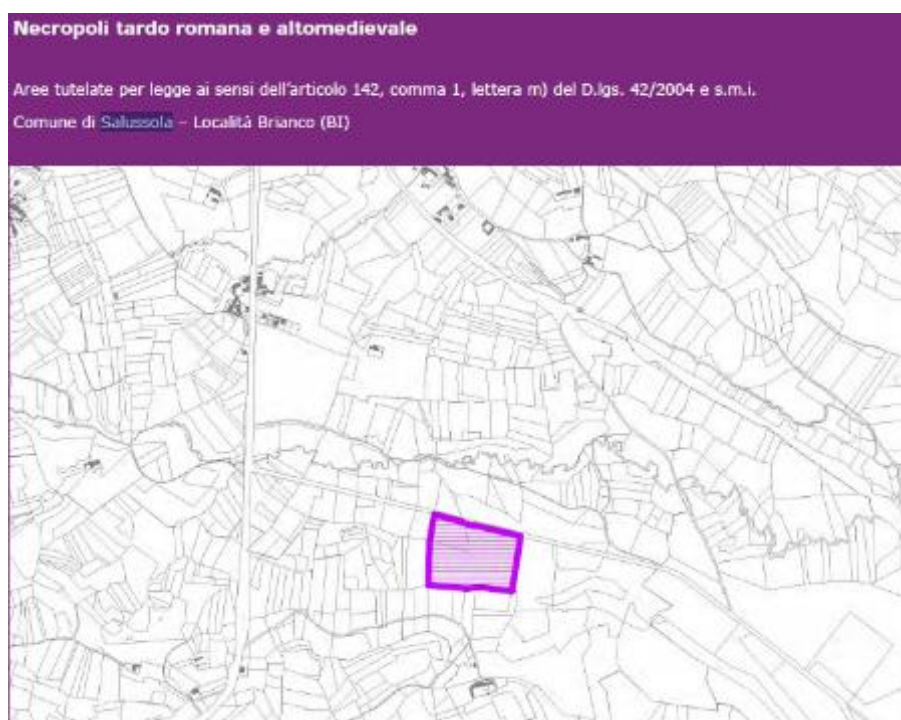 Necropoli tardo romana e altomedievale
Aree tutelate per legge ai sensi dell'articolo 142, comma 1, lettera m) del D.lgs. 42/2004 e s.m.i.
Comune di Salussola – Località Brianco (BI)